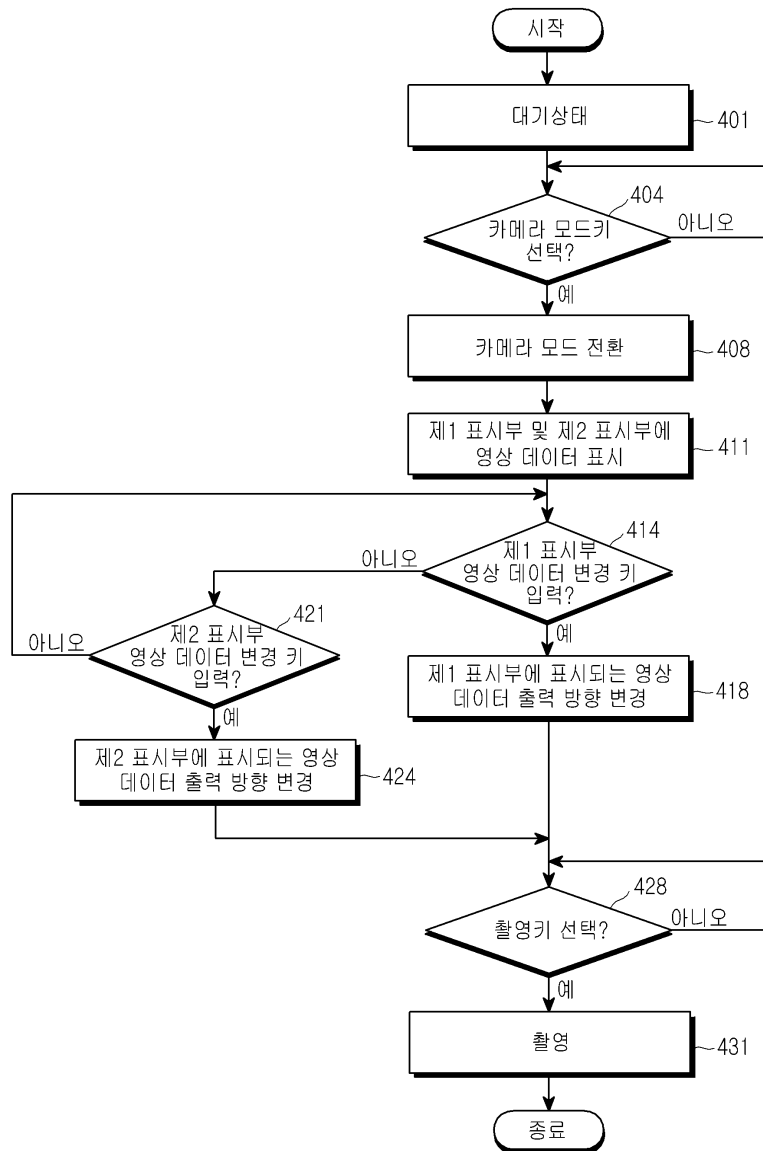 시작
대기상태
401
404
카메라 모드키
선택?
아니오
예
카메라 모드 전환
408
제1 표시부 및 제2 표시부에
영상 데이터 표시
411
414
제1 표시부
영상 데이터 변경 키
입력?
아니오
예
421
제2 표시부
영상 데이터 변경 키
입력?
아니오
예
제1 표시부에 표시되는 영상
데이터 출력 방향 변경
418
제2 표시부에 표시되는 영상
데이터 출력 방향 변경
424
428
촬영키 선택?
아니오
예
촬영
431
종료